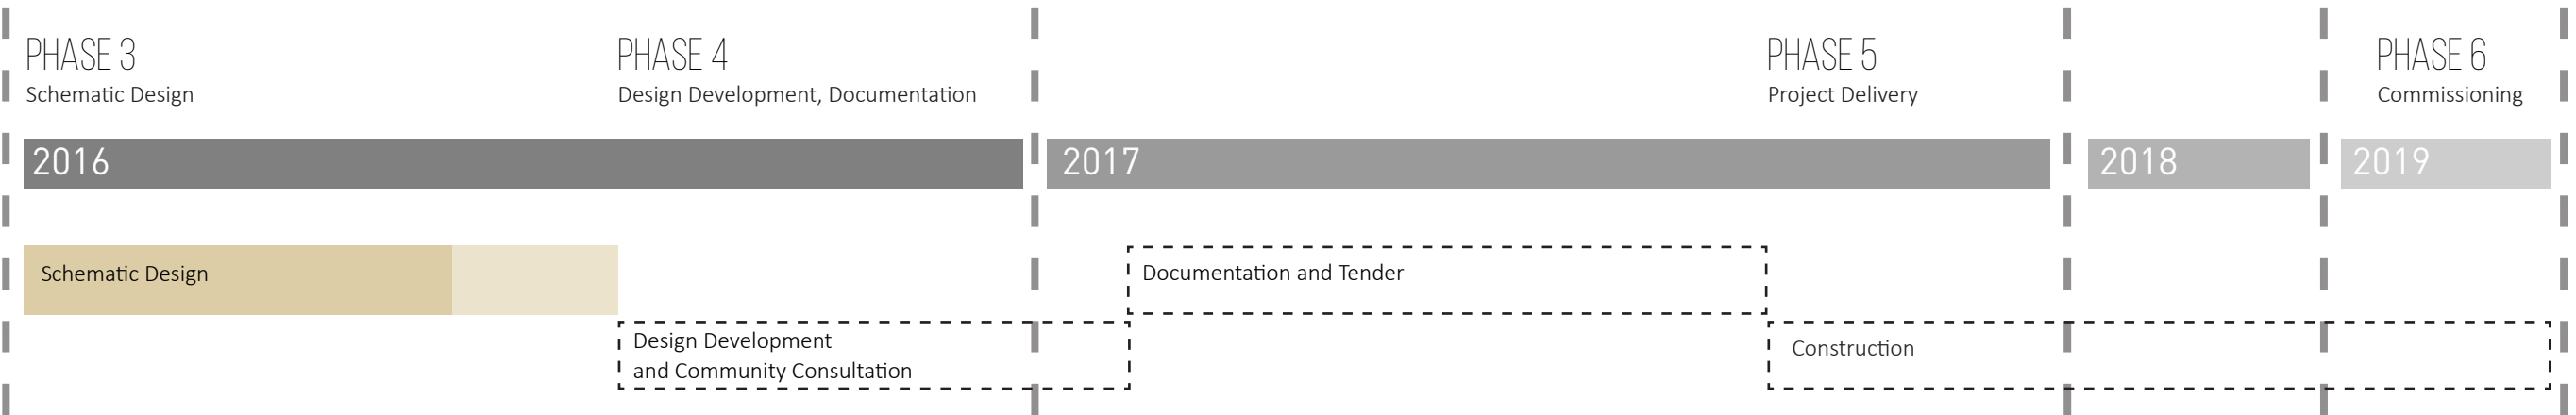 PHASE 3
Schematic Design
PHASE 4
Design Development, Documentation
PHASE 5
Project Delivery
PHASE 6
Commissioning
2016
2017
2018
2019
Schematic Design
Documentation and Tender
Design Development
and Community Consultation
Construction